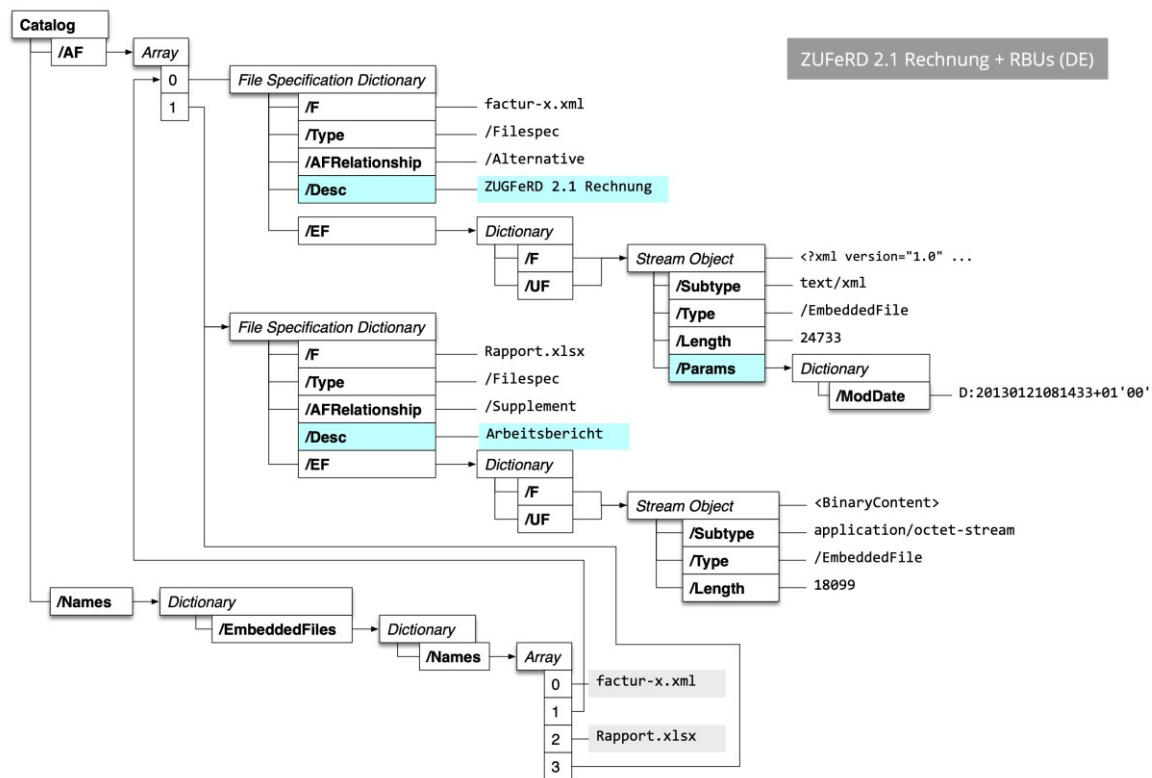 Catalog
/AF
Array
ZUFeRD 2.1 Rechnung + RBUs (DE)
0
File Specification Dictionary
1
/F
factur-x.xml
/Type
/Filespec
/AFRelationship
/Alternative
/Desc
ZUGFeRD 2.1 Rechnung
/EF
Dictionary
/F
Stream Object
<?xml version="1.0" ...
/UF
/Subtype
text/xml
/Type
/EmbeddedFile
File Specification Dictionary
/Length
24733
/F
Rapport.xlsx
/Params
Dictionary
/Type
/Filespec
/ModDate
D:20130121081433+01'00'
/AFRelationship
/Supplement
/Desc
Arbeitsbericht
/EF
Dictionary
/F
Stream Object
<BinaryContent>
/UF
/Subtype
application/octet-stream
/Type
/EmbeddedFile
/Length
18099
/Names
Dictionary
/EmbeddedFiles
Dictionary
/Names
Array
0
factur-x.xml
1
2
Rapport.xlsx
3